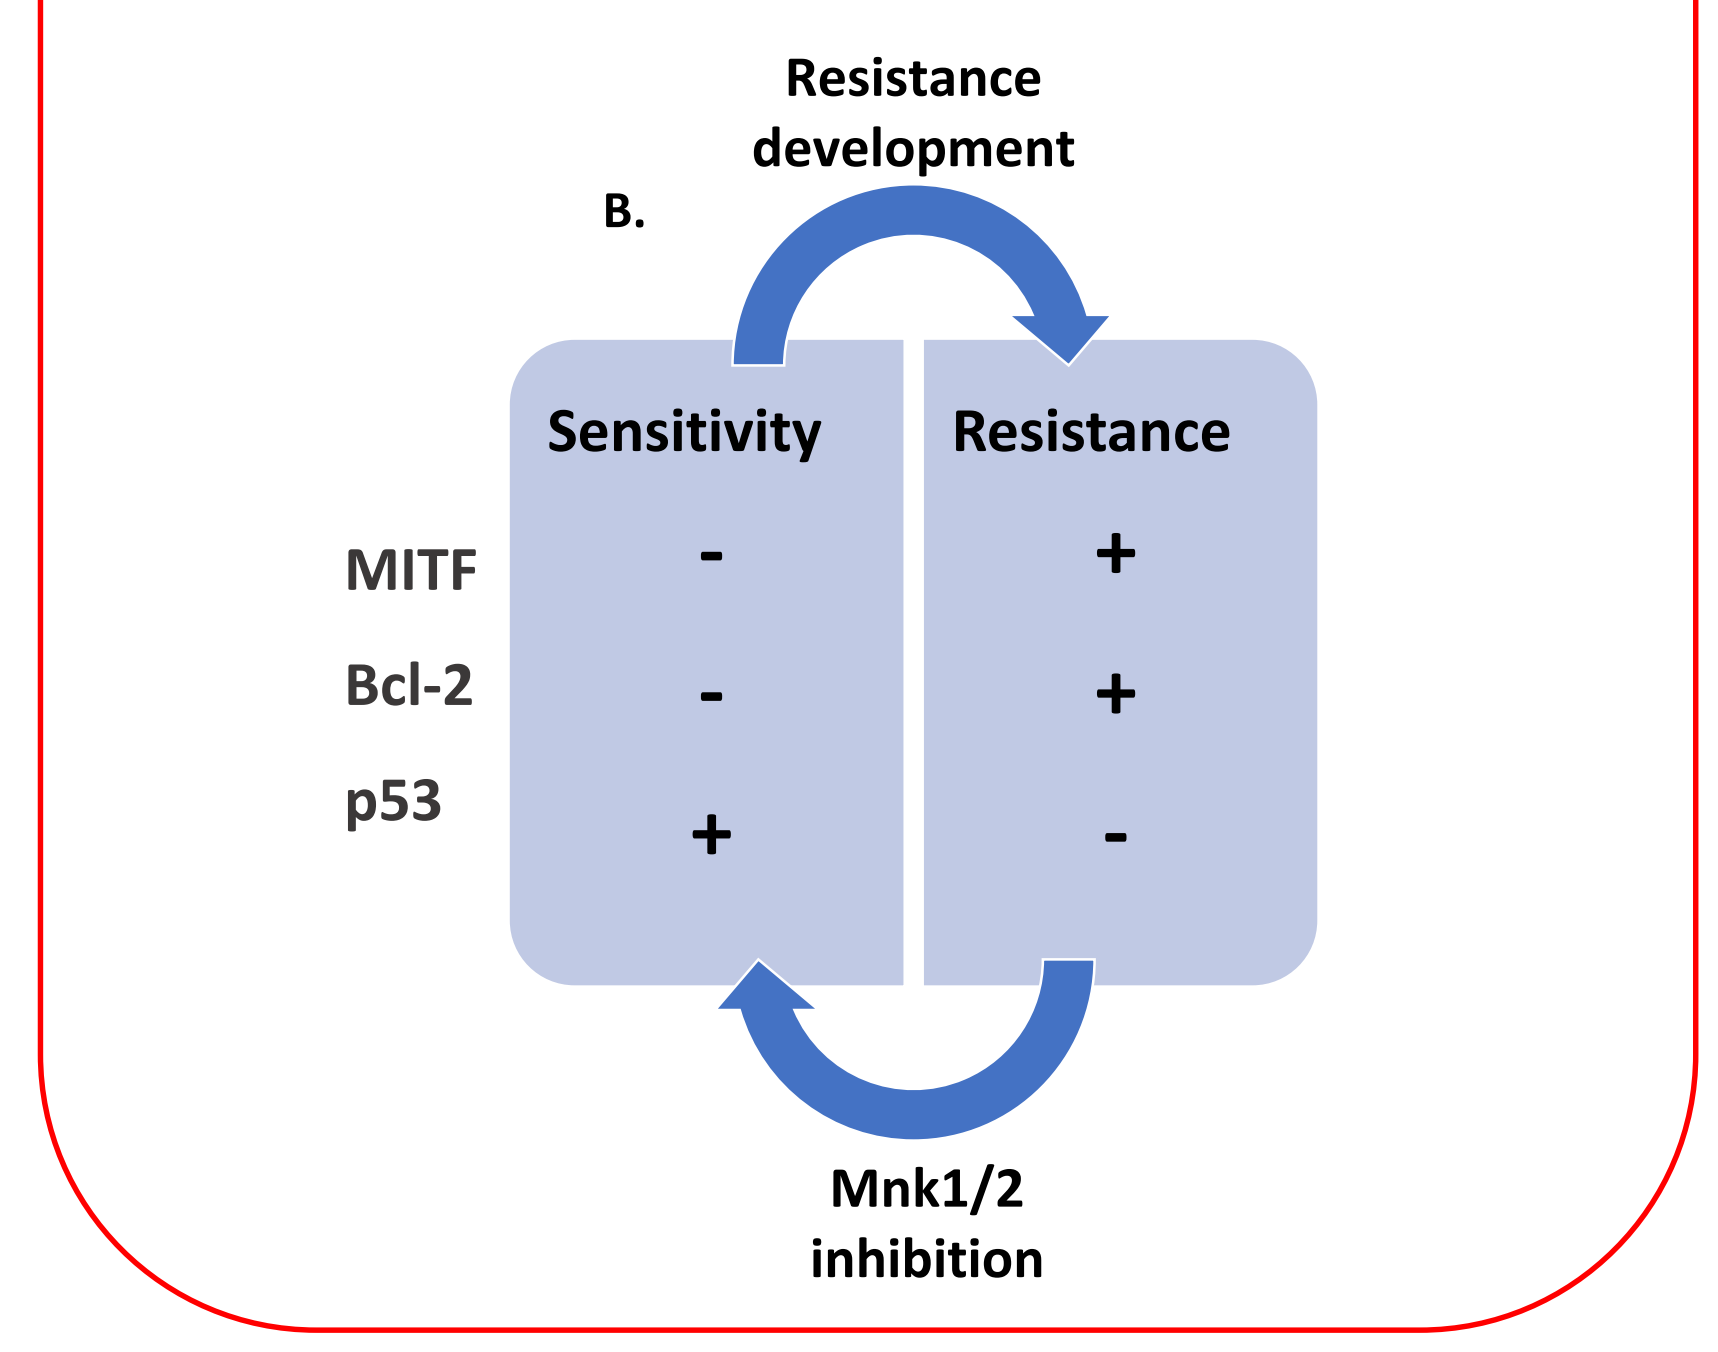 Resistance
development
B.
Sensitivity Resistance
MITF - +
Bcl-2 - +
p53 + -
Mnk1/2
inhibition